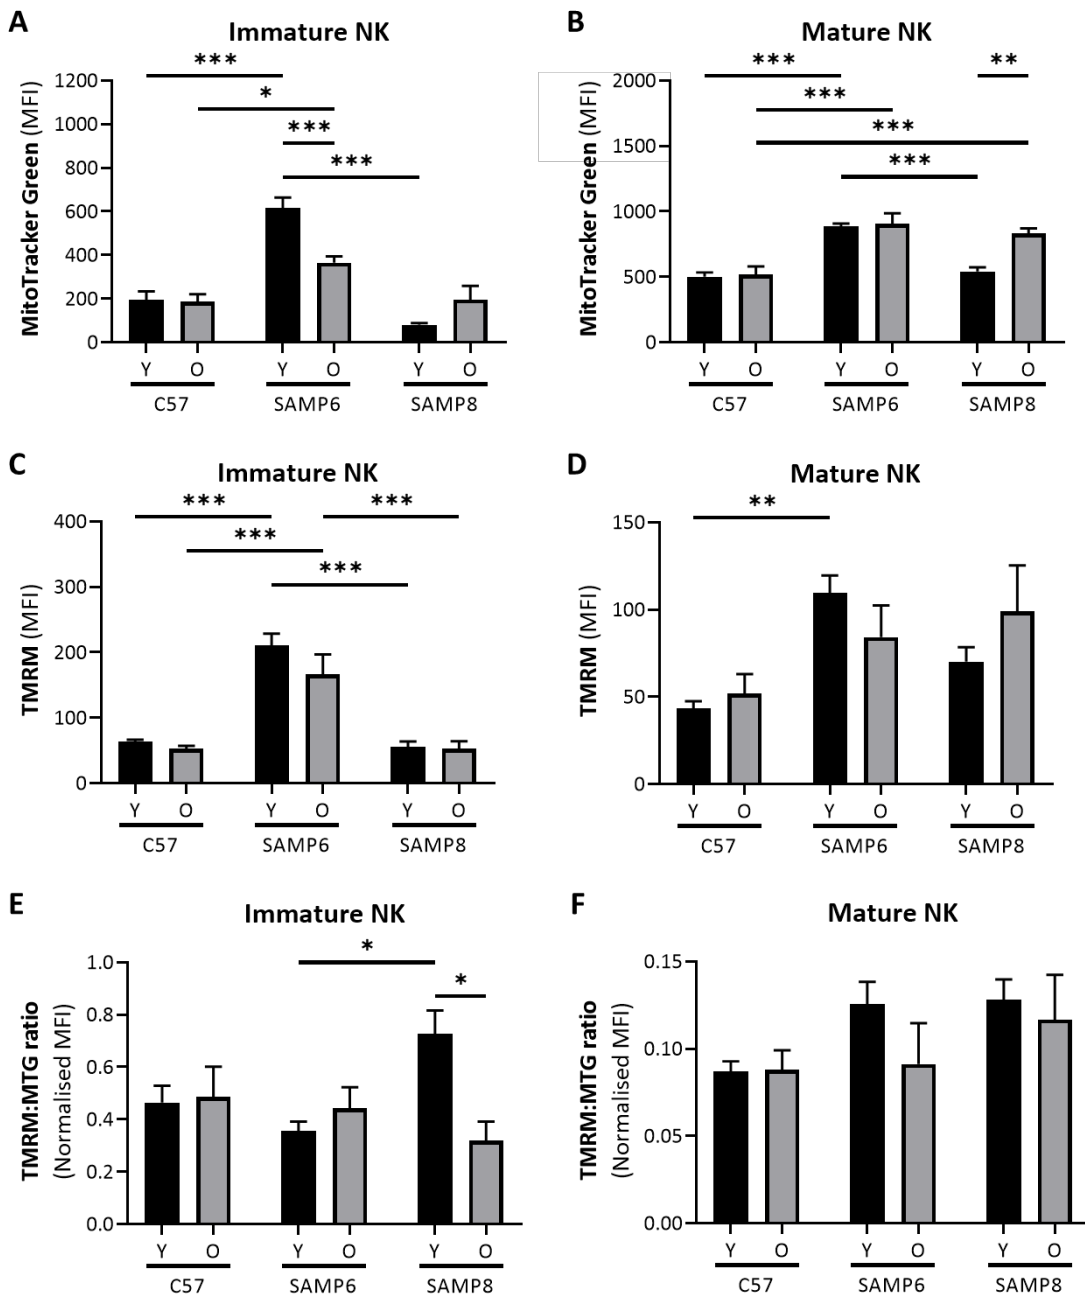 A
Immature NK
MitoTracker Green (MFI)
1200
1000
800
600
400
200
0
***
*
***
***
Y O Y O Y O
C57 SAMP6 SAMP8
B
Mature NK
MitoTracker Green (MFI)
2000
1500
1000
500
0
***
**
***
***
***
Y O Y O Y O
C57 SAMP6 SAMP8
C
Immature NK
TMRM (MFI)
400
300
200
100
0
***
***
***
***
Y O Y O Y O
C57 SAMP6 SAMP8
D
Mature NK
TMRM (MFI)
150
100
50
0
**
Y O Y O Y O
C57 SAMP6 SAMP8
E
Immature NK
TMRM:MTG ratio
(Normalised MFI)
1.0
0.8
0.6
0.4
0.2
0.0
*
*
Y O Y O Y O
C57 SAMP6 SAMP8
F
Mature NK
TMRM:MTG ratio
(Normalised MFI)
0.15
0.10
0.05
0.00
Y O Y O Y O
C57 SAMP6 SAMP8